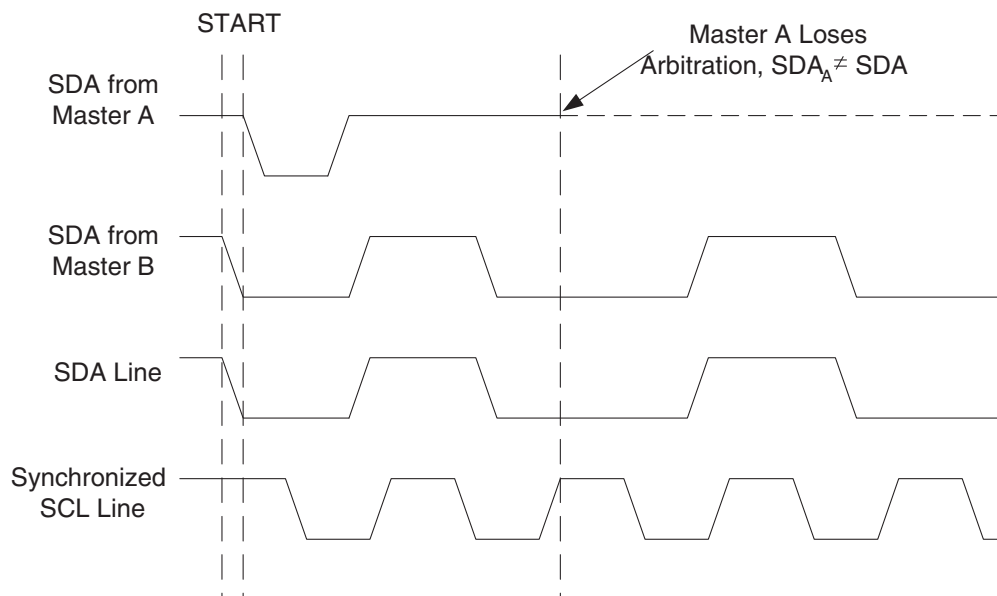 START
Master A Loses
Arbitration, SDA_A ≠ SDA
SDA from
Master A
SDA from
Master B
SDA Line
Synchronized
SCL Line